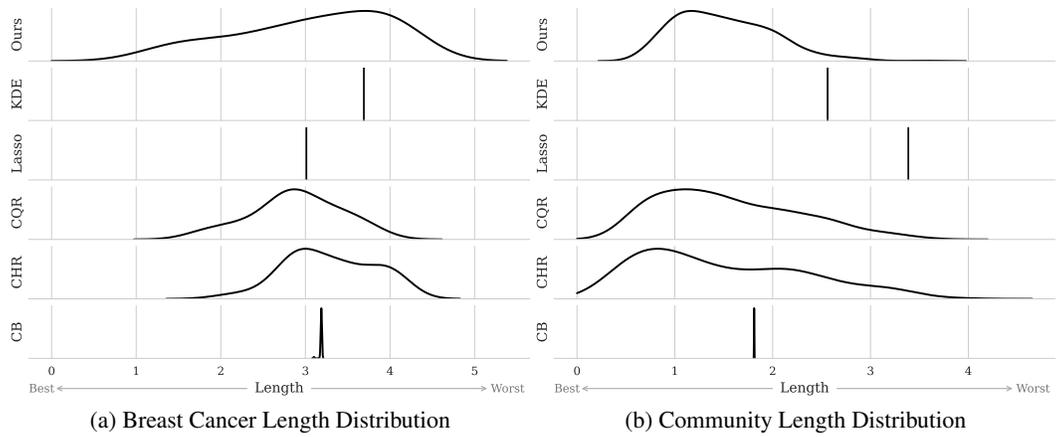 Ours
KDE
Lasso
CQR
CHR
CB
0 1 2 3 4 5
Best Length Worst
(a) Breast Cancer Length Distribution
Ours
KDE
Lasso
CQR
CHR
CB
0 1 2 3 4
Best Length Worst
(b) Community Length Distribution